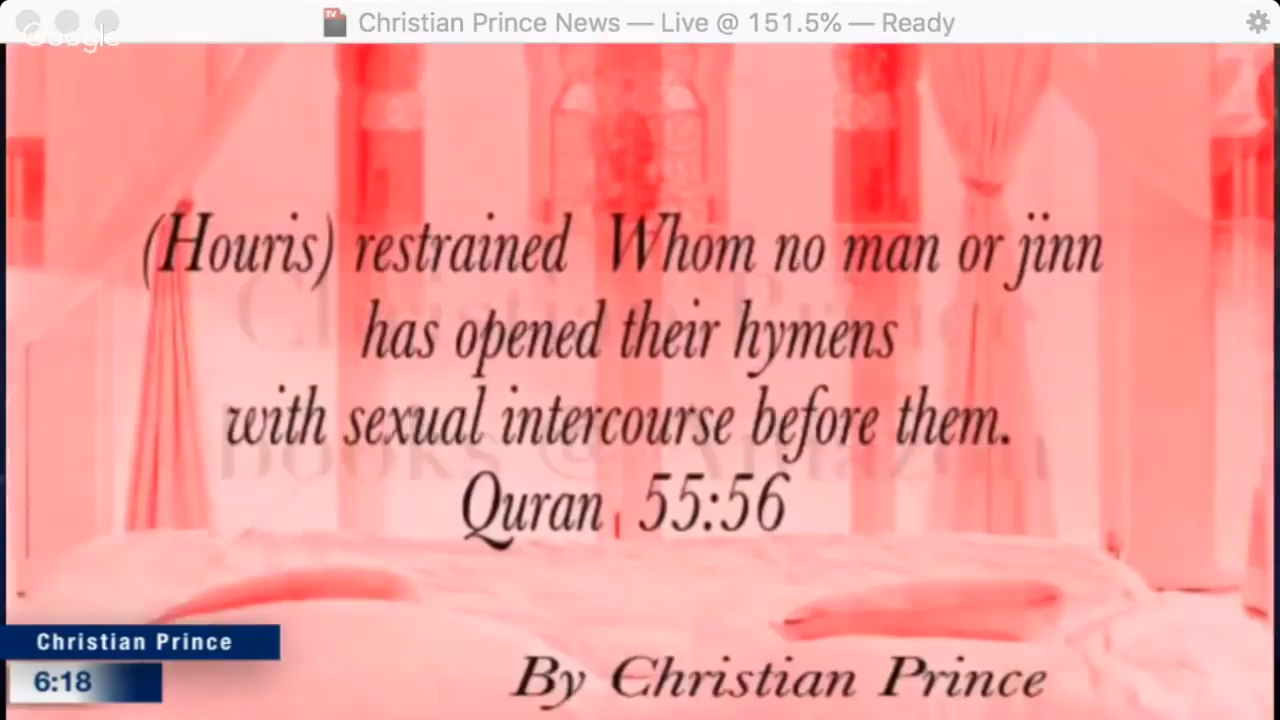 Christian Prince News — Live @ 151.5% — Ready
Google
(Houris) restrained Whom no man or jinn
has opened their hymens
with sexual intercourse before them.
Quran 55:56
Christian Prince
6:18
By Christian Prince